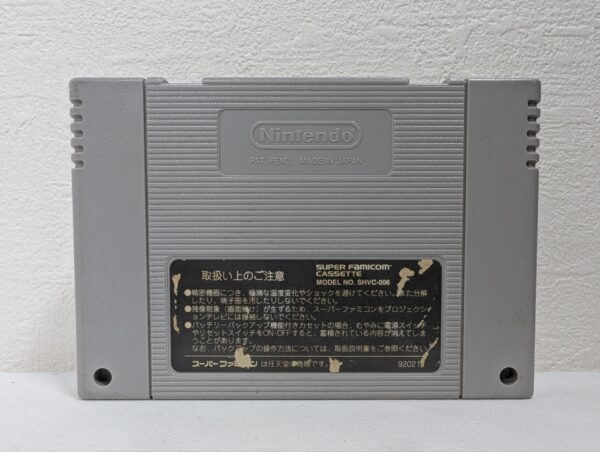 Nintendo
PAT. PEND. MADE IN JAPAN
取扱い上のご注意
SUPER FAMICOM
CASSETTE
MODEL NO. SHVC-006
●精密機器につき、極端な温度変化やショックを避けてください。また分解
したり、端子部を汚したりしないでください。
●残像現象（画面焼け）が生ずるため、スーパーファミコンをプロジェクショ
ンテレビには接続しないでください。
●バッテリーバックアップ機能付きカセットの場合、むやみに電源スイッチ
やリセットスイッチをON・OFFすると、蓄積されている内容が消えてしま
うことがあります。
なお、バックアップの操作方法については、取扱説明書をご参照ください。
スーパーファミコンは任天堂の商標です。
92021